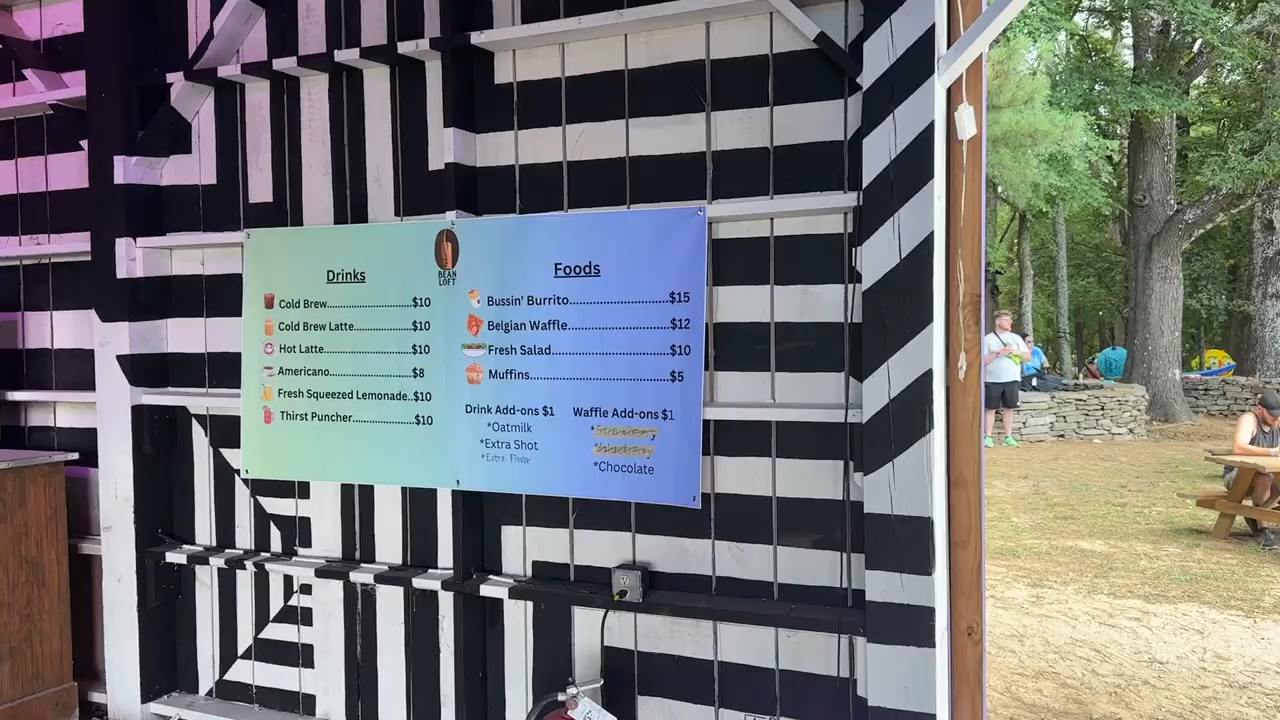 BEAN
LOFT
Drinks
Cold Brew..............................$10
Cold Brew Latte.....................$10
Hot Latte................................$10
Americano..............................$8
Fresh Squeezed Lemonade..$10
Thirst Puncher......................$10
Foods
Bussin' Burrito..............................$15
Belgian Waffle...............................$12
Fresh Salad....................................$10
Muffins...........................................$5
Drink Add-ons $1
*Oatmilk
*Extra Shot
*Extra Flavor
Waffle Add-ons $1
*Strawberry
*Chocolate